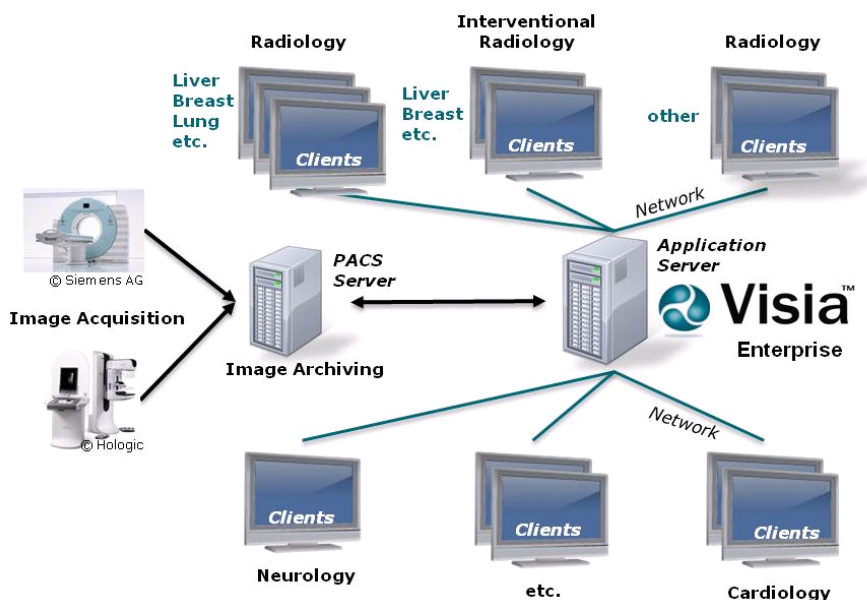 Radiology
Interventional
Radiology
Radiology
Liver
Breast
Lung
etc.
Clients
Liver
Breast
etc.
Clients
other
Clients
Network
© Siemens AG
Image Acquisition
© Hologic
PACS
Server
Image Archiving
Application
Server
Visia™
Enterprise
Network
Clients
Neurology
Clients
etc.
Clients
Cardiology